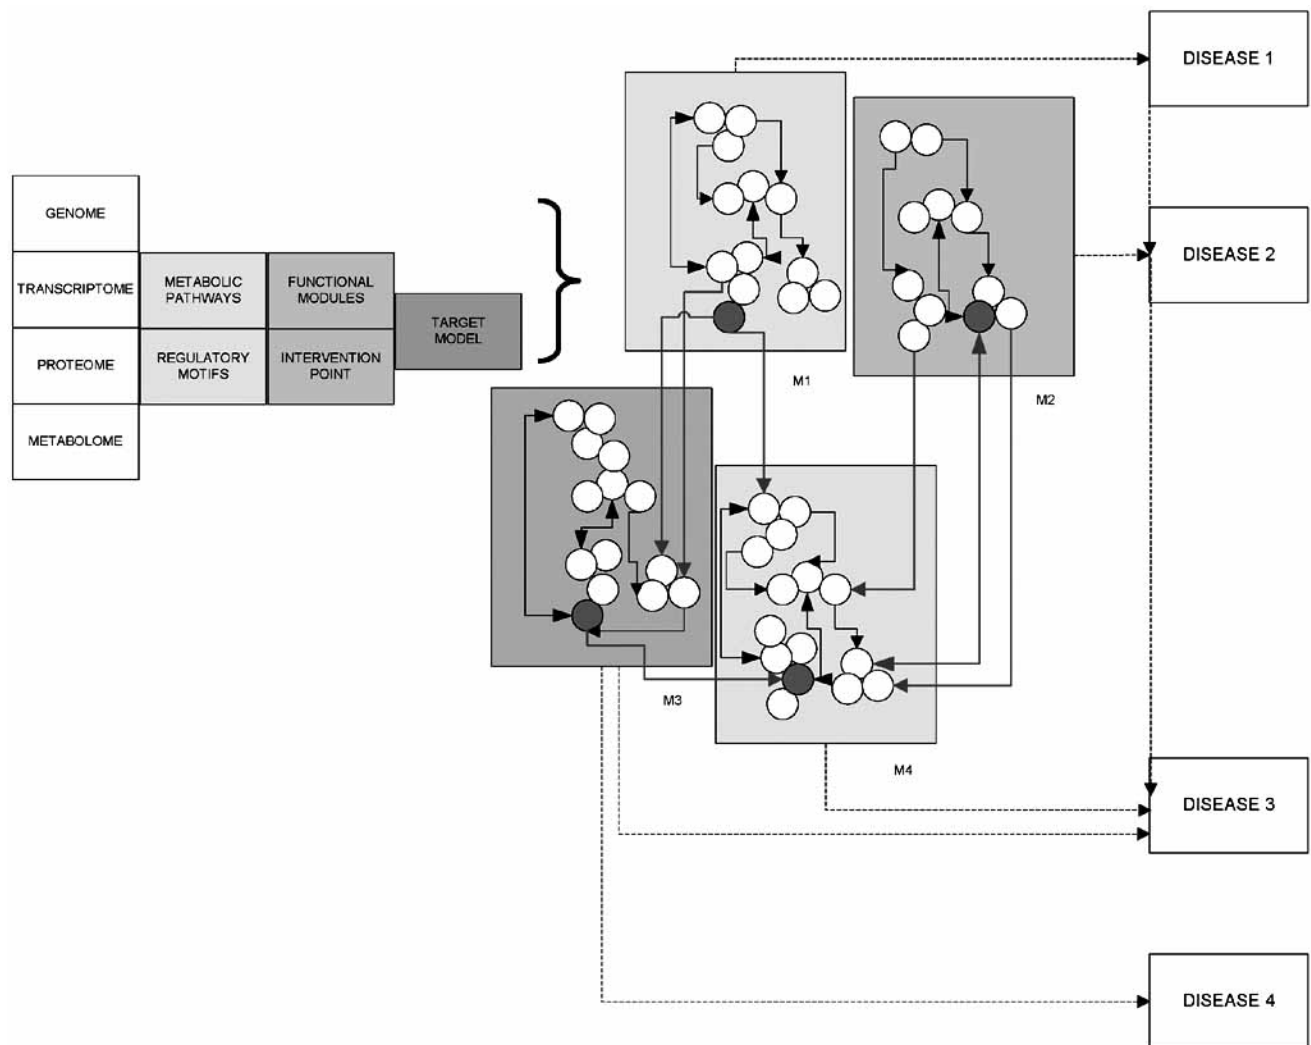 DISEASE 1
DISEASE 2
GENOME
TRANSCRIPTOME
METABOLIC
PATHWAYS
FUNCTIONAL
MODULES
TARGET
MODEL
PROTEOME
REGULATORY
MOTIFS
INTERVENTION
POINT
METABOLOME
M1
M2
M3
M4
DISEASE 3
DISEASE 4